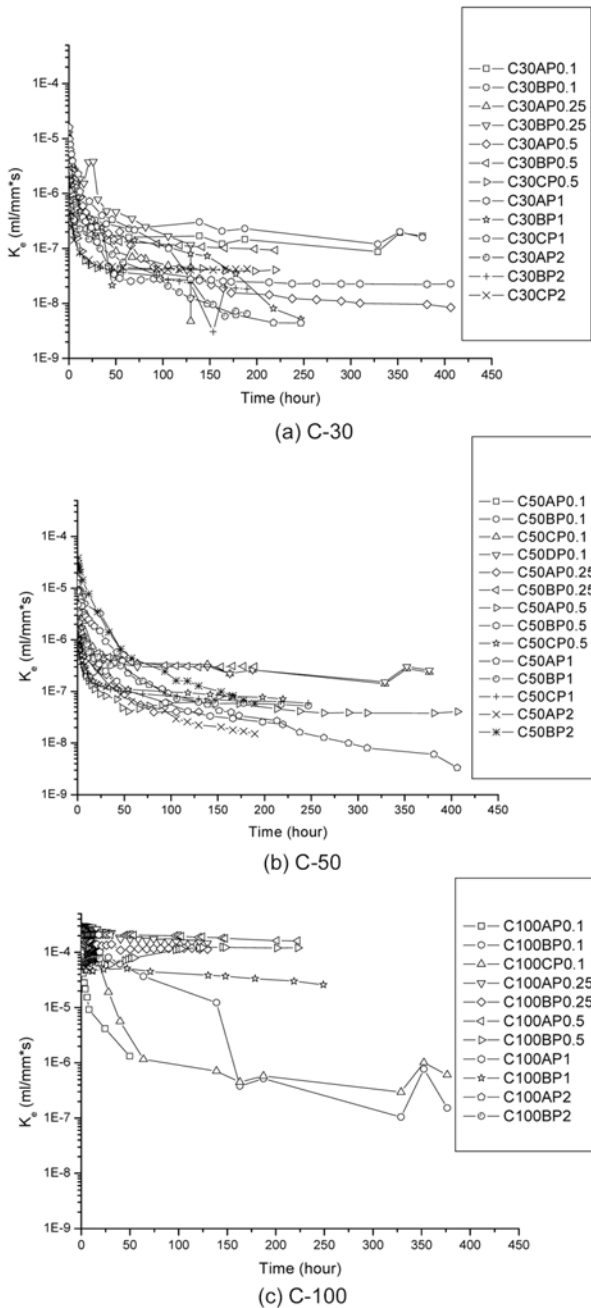 1E-4
1E-5
1E-6
1E-7
1E-8
1E-9
K_e (ml/mm*s)
0 50 100 150 200 250 300 350 400 450
Time (hour)
C30AP0.1
C30BP0.1
C30AP0.25
C30BP0.25
C30AP0.5
C30BP0.5
C30CP0.5
C30AP1
C30BP1
C30CP1
C30AP2
C30BP2
C30CP2
(a) C-30
1E-4
1E-5
1E-6
1E-7
1E-8
1E-9
K_e (ml/mm*s)
0 50 100 150 200 250 300 350 400 450
Time (hour)
C50AP0.1
C50BP0.1
C50CP0.1
C50DP0.1
C50AP0.25
C50BP0.25
C50AP0.5
C50BP0.5
C50CP0.5
C50AP1
C50BP1
C50CP1
C50AP2
C50BP2
(b) C-50
1E-4
1E-5
1E-6
1E-7
1E-8
1E-9
K_e (ml/mm*s)
0 50 100 150 200 250 300 350 400 450
Time (hour)
C100AP0.1
C100BP0.1
C100CP0.1
C100AP0.25
C100BP0.25
C100AP0.5
C100BP0.5
C100AP1
C100BP1
C100AP2
C100BP2
(c) C-100